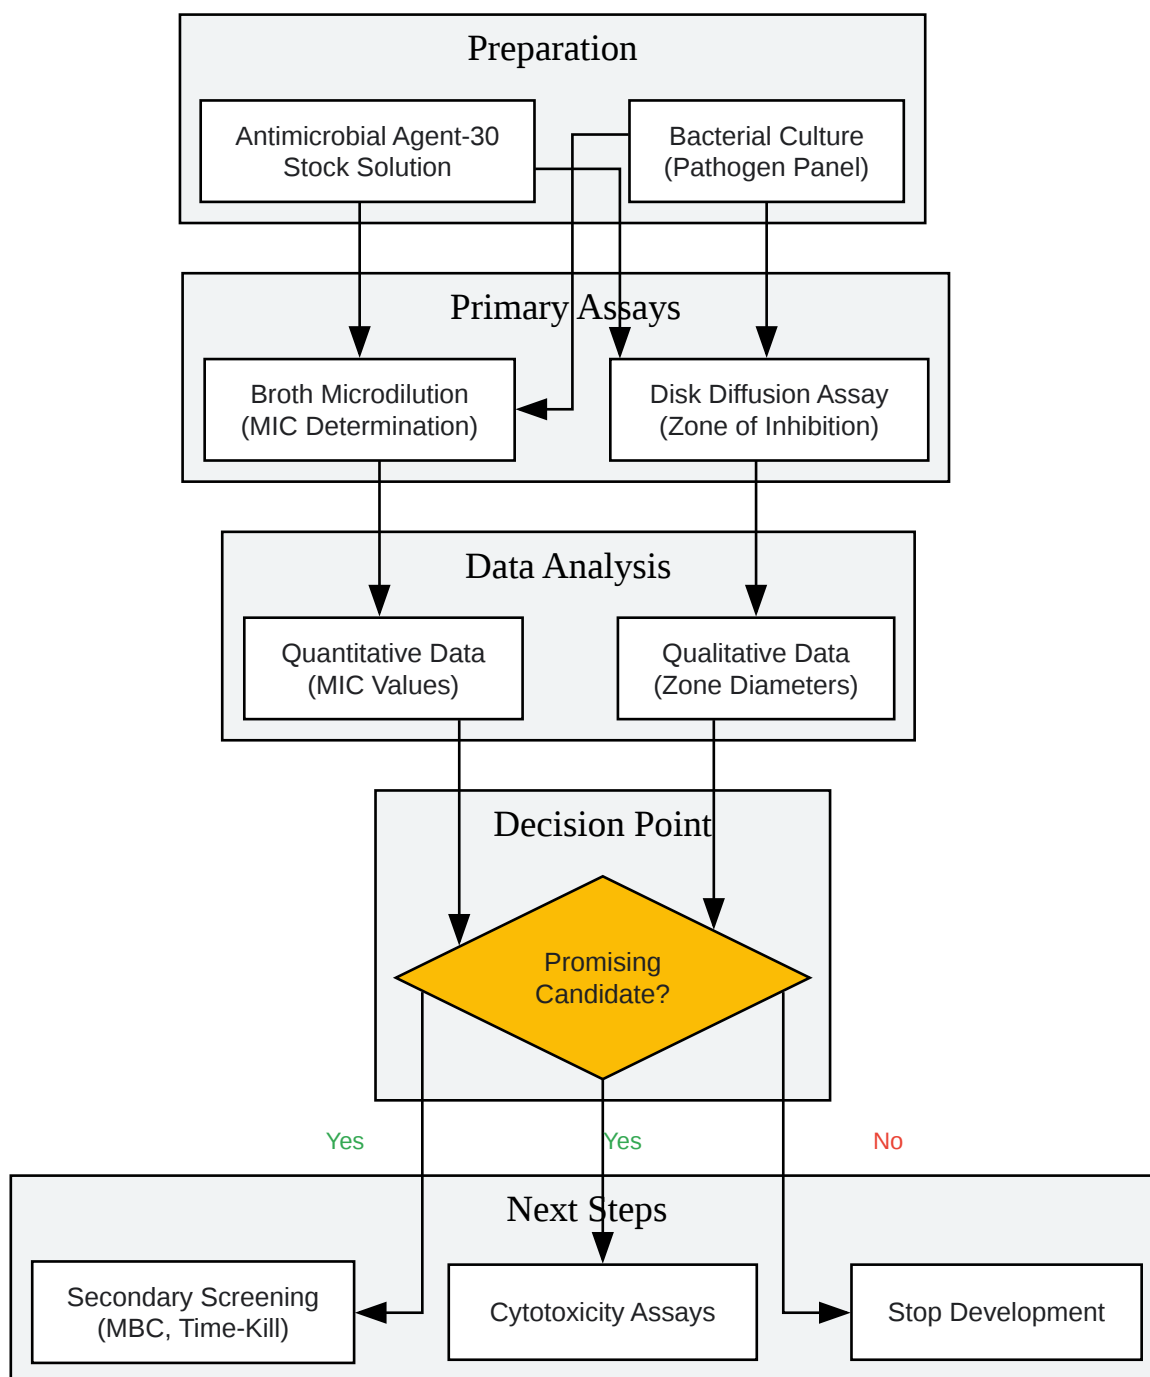 Preparation
Antimicrobial Agent-30
Stock Solution
Bacterial Culture
(Pathogen Panel)
Primary Assays
Broth Microdilution
(MIC Determination)
Disk Diffusion Assay
(Zone of Inhibition)
Data Analysis
Quantitative Data
(MIC Values)
Qualitative Data
(Zone Diameters)
Decision Point
Promising
Candidate?
Yes
Yes
No
Next Steps
Secondary Screening
(MBC, Time-Kill)
Cytotoxicity Assays
Stop Development